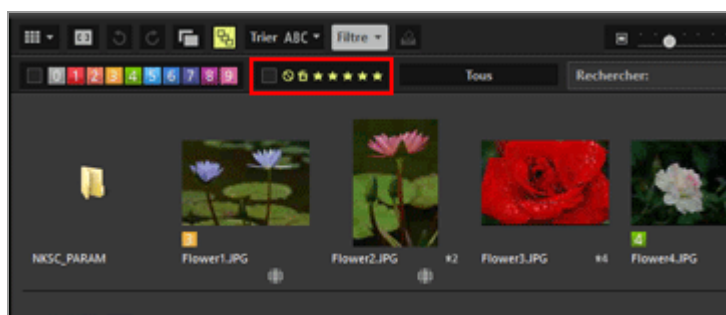 Trier ABC
Filtre
0 1 2 3 4 5 6 7 8 9
Tous
Rechercher:
3
4
NKSC_PARAM
Flower1.JPG
Flower2.JPG
★2
Flower3.JPG
★4
Flower4.JPG